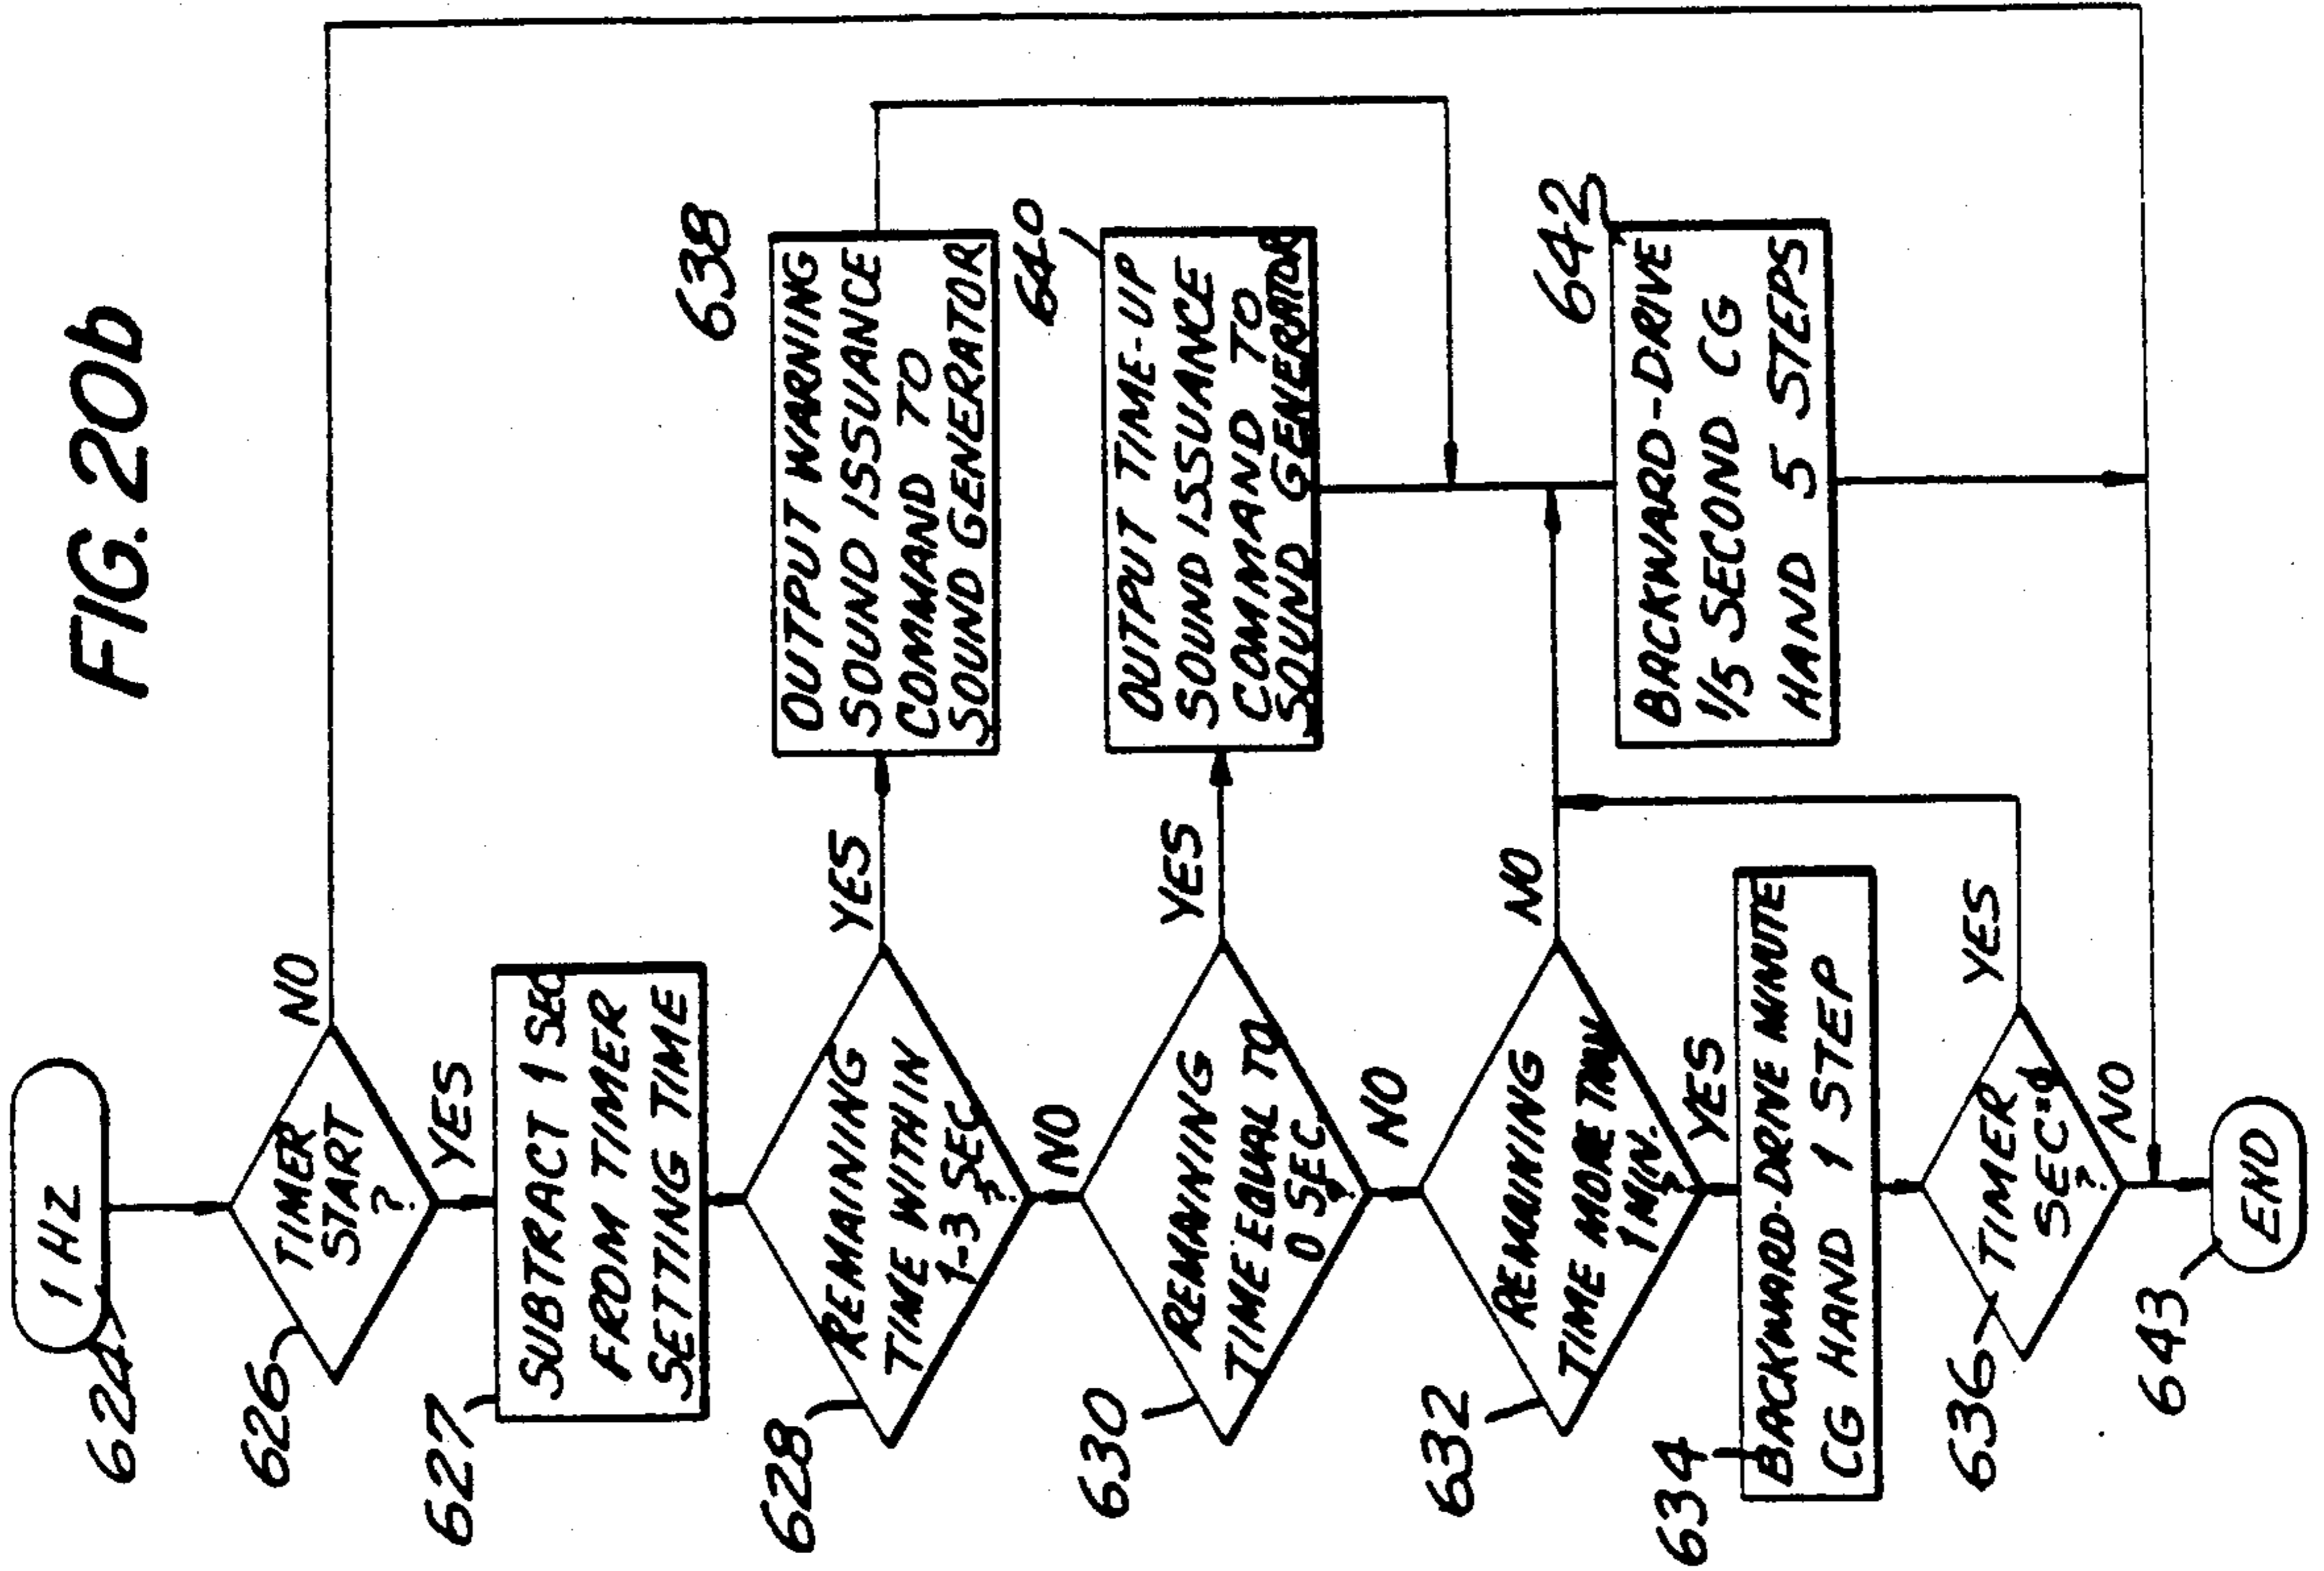 FIG. 20b
1 HZ
624
TIMER
START
?
626
NO
YES
SUBTRACT 1 SEC
FROM TIMER
SETTING TIME
627
REMAINING
TIME WITHIN
1-3 SEC
?
628
YES
NO
OUTPUT WARNING
SOUND ISSUANCE
COMMAND TO
SOUND GENERATOR
638
REMAINING
TIME EQUAL TO
0 SEC
?
630
YES
NO
OUTPUT TIME-UP
SOUND ISSUANCE
COMMAND TO
SOUND GENERATOR
640
REMAINING
TIME MORE THAN
1 MIN.
?
632
NO
YES
BACKWARD-DRIVE
1/5 SECOND CG
HAND 5 STEPS
642
BACKWARD-DRINE MINUTE
CG HAND 1 STEP
634
TIMER
?
636
YES
NO
END
643